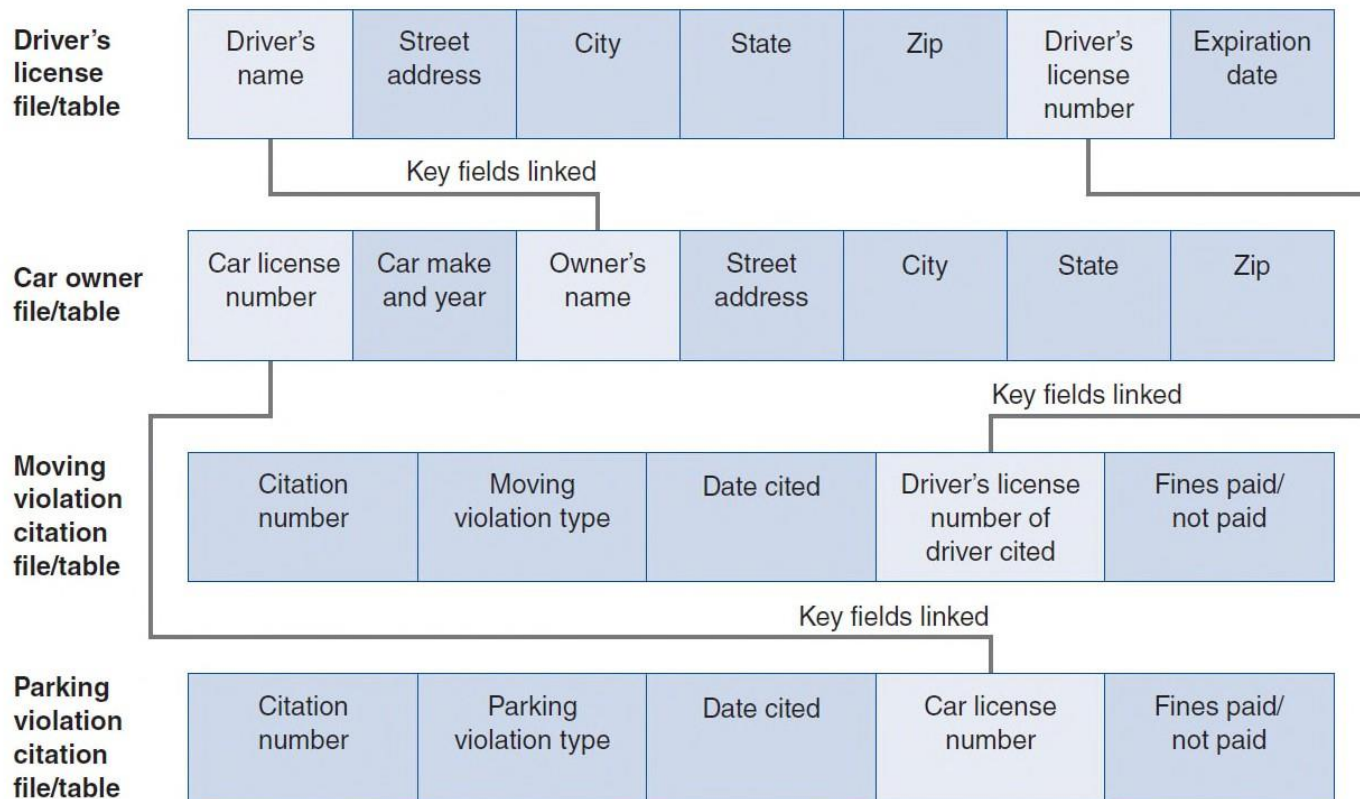 Driver's
license
file/table
Driver's
name
Street
address
City
State
Zip
Driver's
license
number
Expiration
date
Key fields linked
Car owner
file/table
Car license
number
Car make
and year
Owner's
name
Street
address
City
State
Zip
Key fields linked
Moving
violation
citation
file/table
Citation
number
Moving
violation type
Date cited
Driver's license
number of
driver cited
Fines paid/
not paid
Key fields linked
Parking
violation
citation
file/table
Citation
number
Parking
violation type
Date cited
Car license
number
Fines paid/
not paid